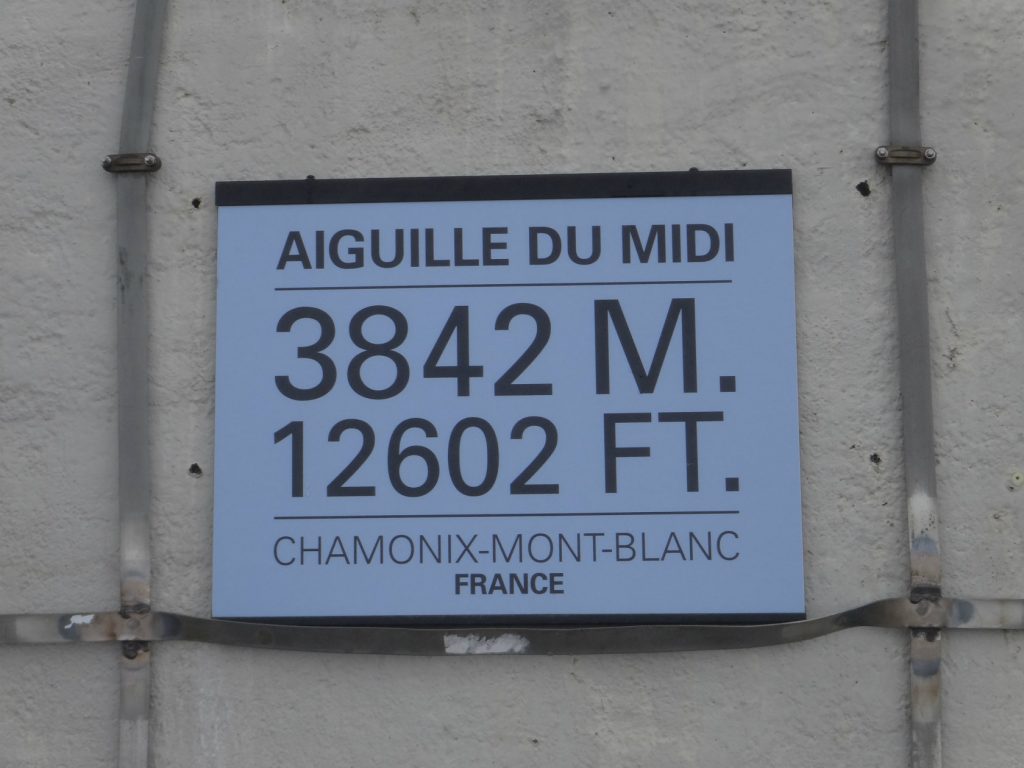 AIGUILLE DU MIDI
3842 M.
12602 FT.
CHAMONIX-MONT-BLANC
FRANCE